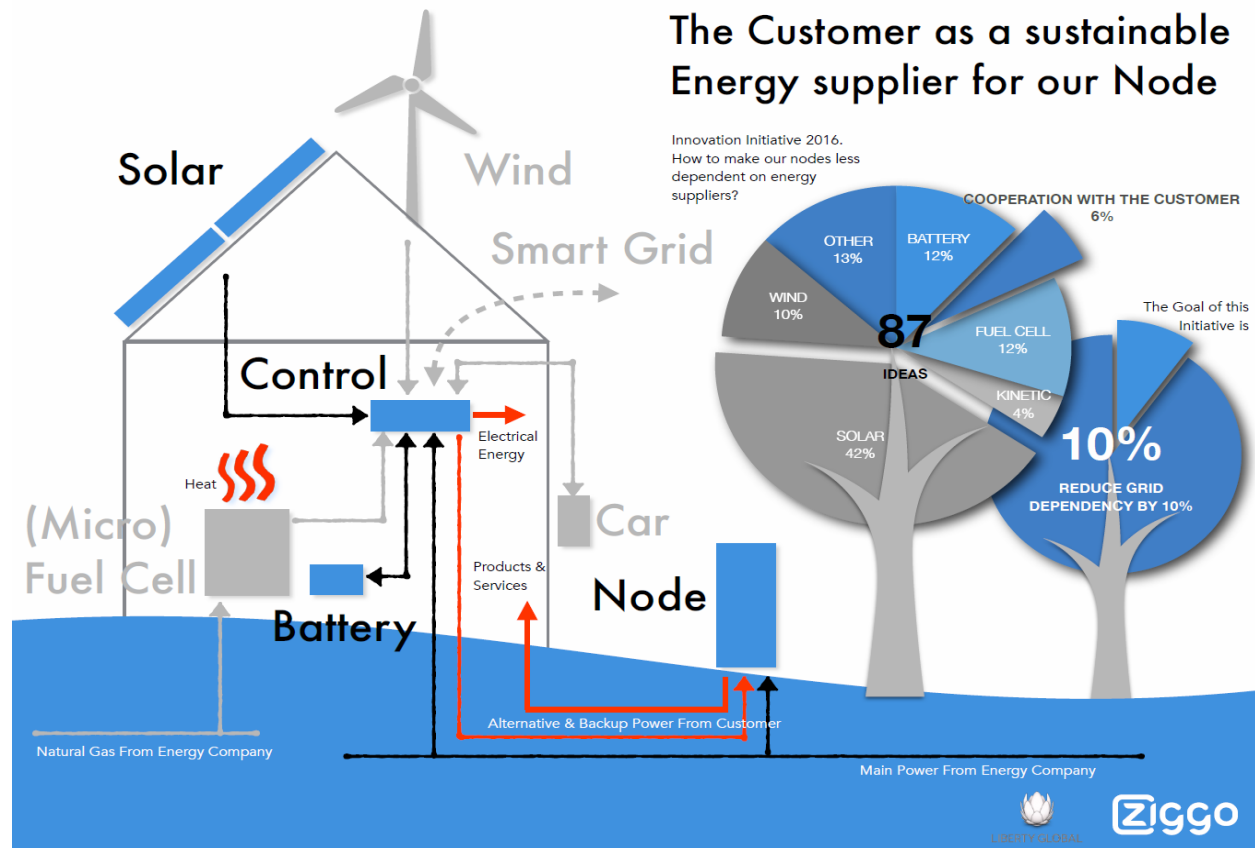 The Customer as a sustainable
Energy supplier for our Node
Innovation Initiative 2016.
How to make our nodes less
dependent on energy
suppliers?
Solar
Wind
Smart Grid
Control
Electrical
Energy
Heat
(Micro)
Fuel Cell
Battery
Car
Products &
Services
Node
Alternative & Backup Power From Customer
Natural Gas From Energy Company
Main Power From Energy Company
COOPERATION WITH THE CUSTOMER
6%
OTHER
13%
BATTERY
12%
WIND
10%
87
IDEAS
FUEL CELL
12%
KINETIC
4%
SOLAR
42%
The Goal of this
Initiative is
10%
REDUCE GRID
DEPENDENCY BY 10%
LIBERTY GLOBAL
ziggo